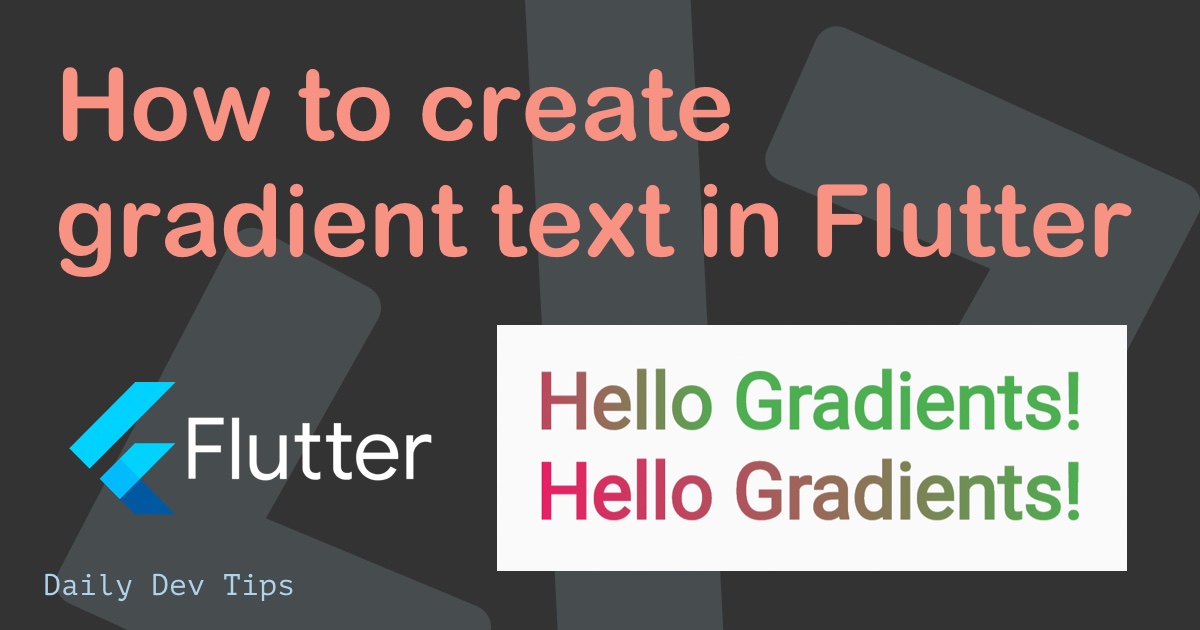 How to create
gradient text in Flutter
Flutter
Hello Gradients!
Hello Gradients!
Daily Dev Tips